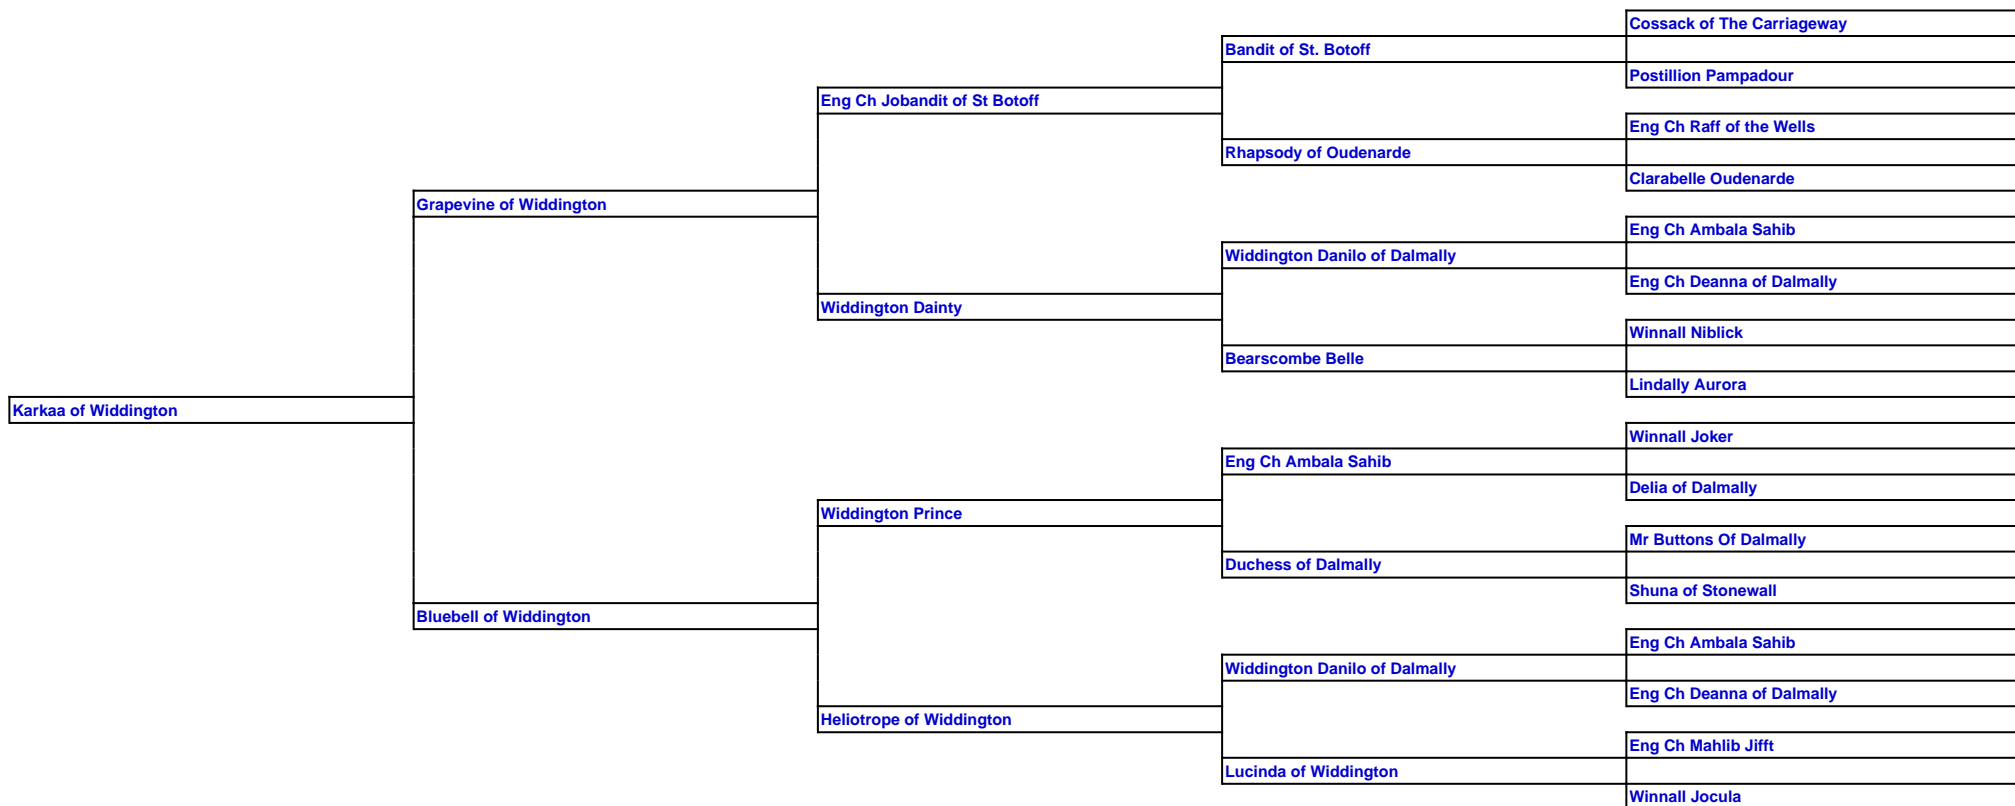 Cossack of The Carriageway
Bandit of St. Botoff
Postillion Pampadour
Eng Ch Jobandit of St Botoff
Eng Ch Raff of the Wells
Rhapsody of Oudenarde
Clarabelle Oudenarde
Grapevine of Widdington
Eng Ch Ambala Sahib
Widdington Danilo of Dalmally
Eng Ch Deanna of Dalmally
Widdington Dainty
Winnall Niblick
Bearscombe Belle
Lindally Aurora
Karkaa of Widdington
Winnall Joker
Eng Ch Ambala Sahib
Delia of Dalmally
Widdington Prince
Mr Buttons Of Dalmally
Duchess of Dalmally
Shuna of Stonewall
Bluebell of Widdington
Eng Ch Ambala Sahib
Widdington Danilo of Dalmally
Eng Ch Deanna of Dalmally
Heliotrope of Widdington
Eng Ch Mahlib Jifft
Lucinda of Widdington
Winnall Jocula